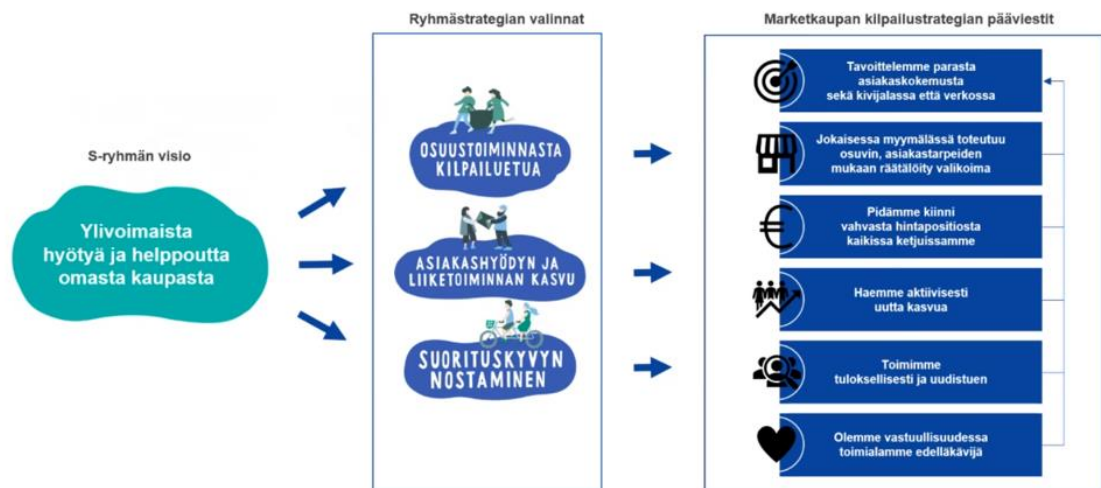 Ryhmästrategian valinnat
Marketkaupan kilpailustrategian pääviestit
S-ryhmän visio
Ylivoimaista
hyötyä ja helppoutta
omasta kaupasta
OSUUSTOIMINNASTA
KILPAILUETUA
ASIAKASHYÖDYN JA
LIIKETOIMINNAN KASVU
SUORITUSKYVYN
NOSTAMINEN
Tavoittelemme parasta
asiakaskokemusta
sekä kivijalassa että verkossa
Jokaisessa myymälässä toteutuu
osuvin, asiakastarpeiden
mukaan räätälöity valikoima
Pidämme kiinni
vahvasta hintapositiosta
kaikissa ketjuissamme
Haemme aktiivisesti
uutta kasvua
Toimimme
tuloksellisesti ja uudistuen
Olemme vastuullisuudessa
toimialamme edelläkävijä